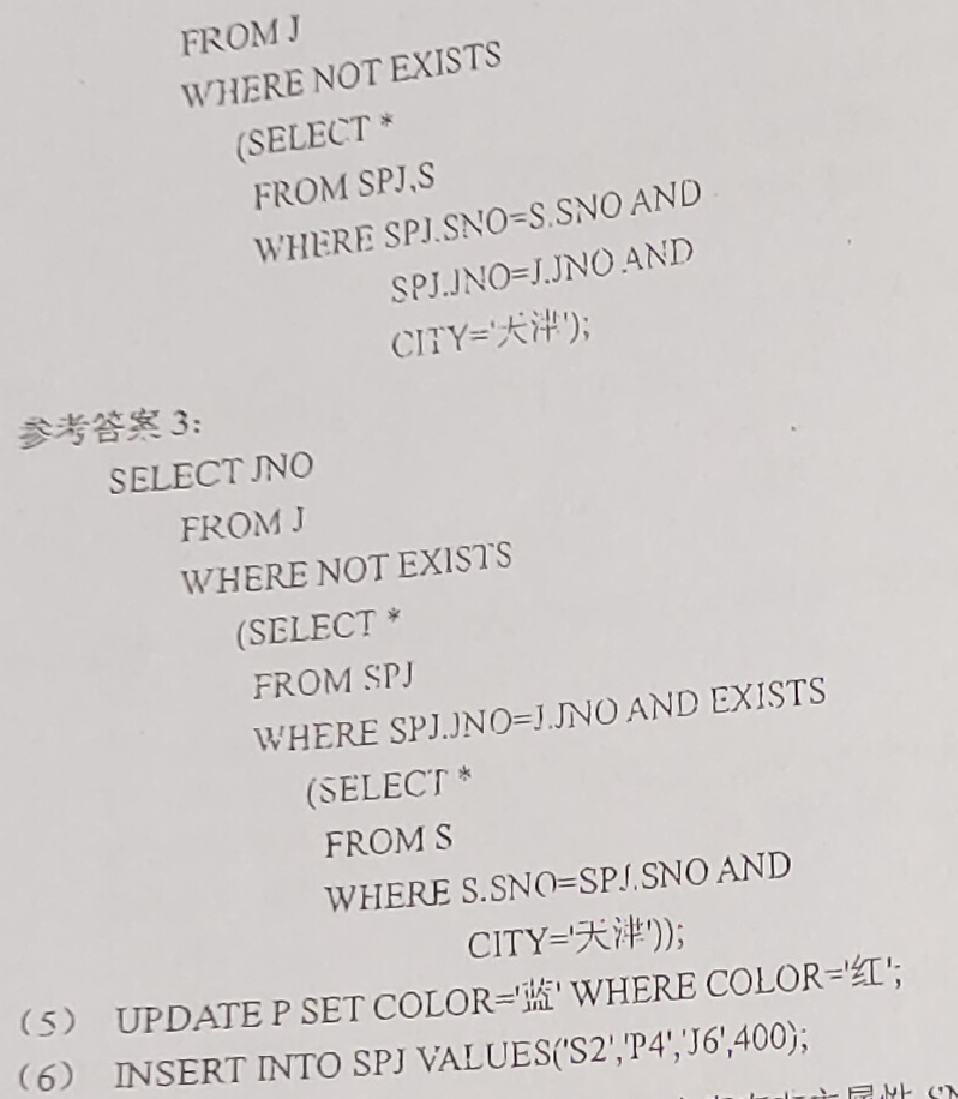 FROM J
WHERE NOT EXISTS
(SELECT *
FROM SPJ,S
WHERE SPJ.SNO=S.SNO AND
SPJ.JNO=J.JNO AND
CITY='天津');
参考答案 3:
SELECT JNO
FROM J
WHERE NOT EXISTS
(SELECT *
FROM SPJ
WHERE SPJ.JNO=J.JNO AND EXISTS
(SELECT *
FROM S
WHERE S.SNO=SPJ.SNO AND
CITY='天津'));
（5） UPDATE P SET COLOR='蓝' WHERE COLOR='红';
（6） INSERT INTO SPJ VALUES('S2','P4','J6',400);